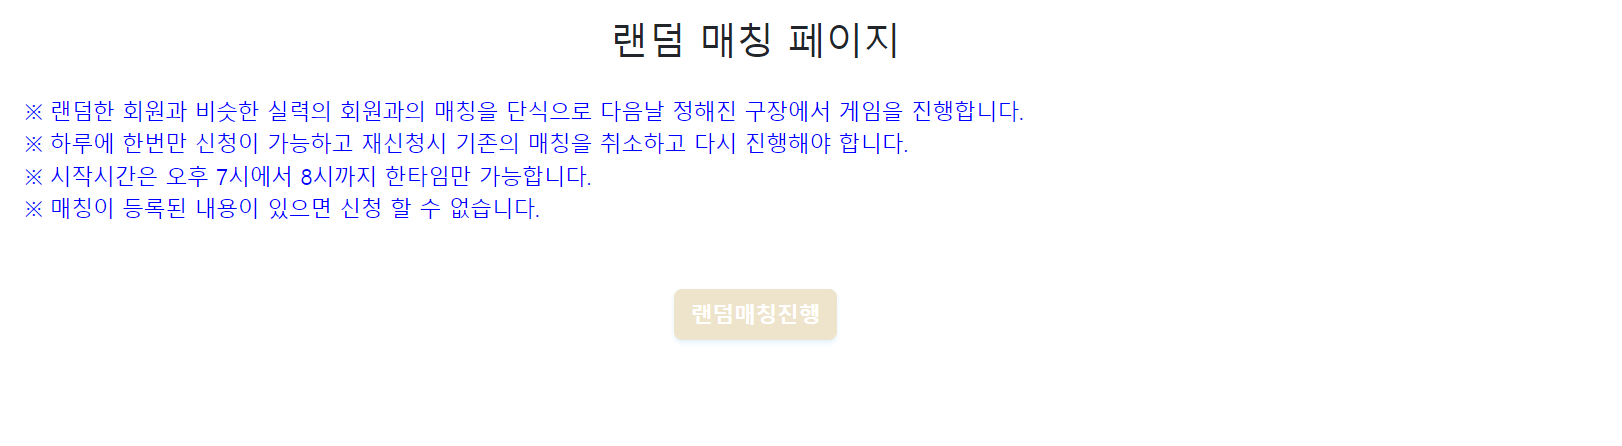 랜덤 매칭 페이지
※ 랜덤한 회원과 비슷한 실력의 회원과의 매칭을 단식으로 다음날 정해진 구장에서 게임을 진행합니다.
※ 하루에 한번만 신청이 가능하고 재신청시 기존의 매칭을 취소하고 다시 진행해야 합니다.
※ 시작시간은 오후 7시에서 8시까지 한타임만 가능합니다.
※ 매칭이 등록된 내용이 있으면 신청 할 수 없습니다.
랜덤매칭진행